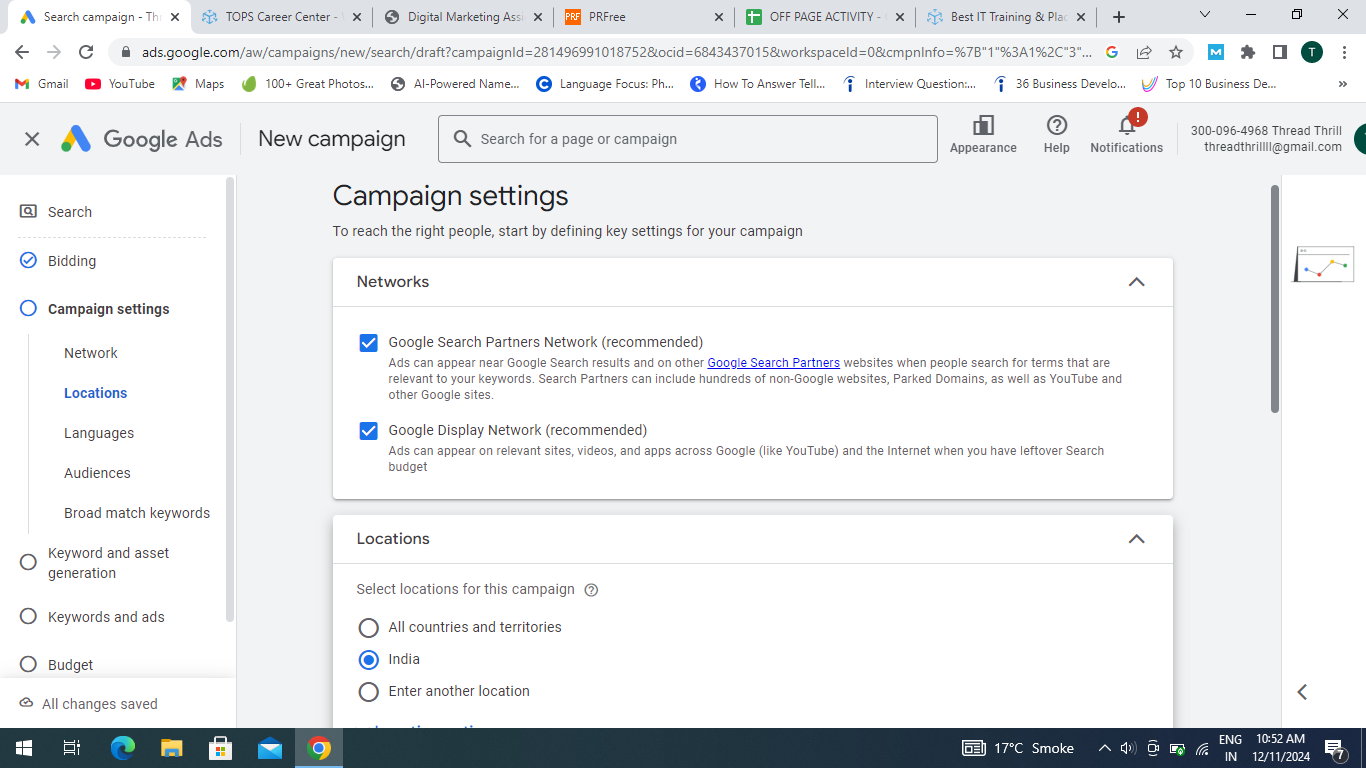 Search campaign - Thr
TOPS Career Center -
Digital Marketing Assi
PRF
PRFree
OFF PAGE ACTIVITY -
Best IT Training & Plac
ads.google.com/aw/campaigns/new/search/draft?campaignId=281496991018752&ocid=6843437015&workspaceId=0&cmpnInfo=%7B"1"%3A1%2C"3"...
T
Gmail
YouTube
Maps
100+ Great Photos...
AI-Powered Name...
Language Focus: Ph...
How To Answer Tell...
Interview Question:...
36 Business Develo...
Top 10 Business De...
»
Google Ads
New campaign
Search for a page or campaign
Appearance
Help
Notifications
300-096-4968 Thread Thrill
threadthrillll@gmail.com
Search
Bidding
Campaign settings
Network
Locations
Languages
Audiences
Broad match keywords
Keyword and asset
generation
Keywords and ads
Budget
All changes saved
Campaign settings
To reach the right people, start by defining key settings for your campaign
Networks
Google Search Partners Network (recommended)
Ads can appear near Google Search results and on other Google Search Partners websites when people search for terms that are
relevant to your keywords. Search Partners can include hundreds of non-Google websites, Parked Domains, as well as YouTube and
other Google sites.
Google Display Network (recommended)
Ads can appear on relevant sites, videos, and apps across Google (like YouTube) and the Internet when you have leftover Search
budget
Locations
Select locations for this campaign
All countries and territories
India
Enter another location
17°C Smoke
ENG
IN
10:52 AM
12/11/2024
7